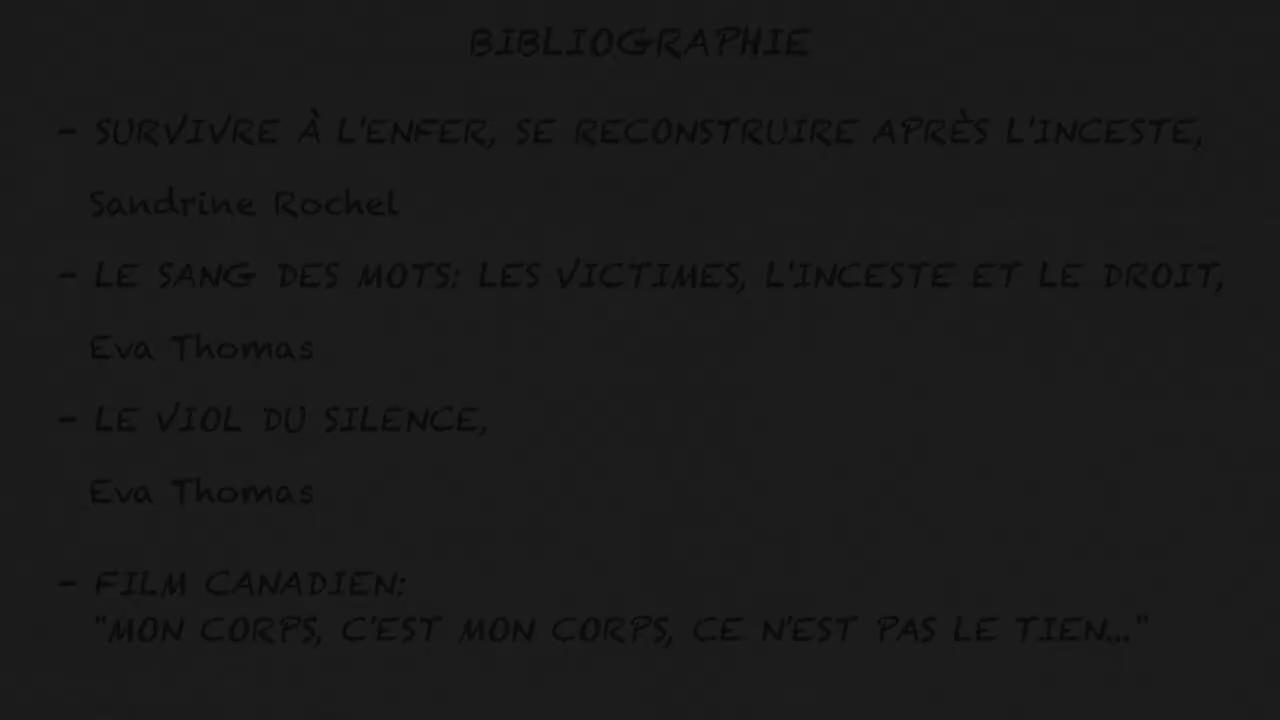 BIBLIOGRAPHIE
- SURVIVRE À L'ENFER, SE RECONSTRUIRE APRÈS L'INCESTE,
Sandrine Rochel
- LE SANG DES MOTS: LES VICTIMES, L'INCESTE ET LE DROIT,
Eva Thomas
- LE VIOL DU SILENCE,
Eva Thomas
- FILM CANADIEN:
"MON CORPS, C'EST MON CORPS, CE N'EST PAS LE TIEN..."